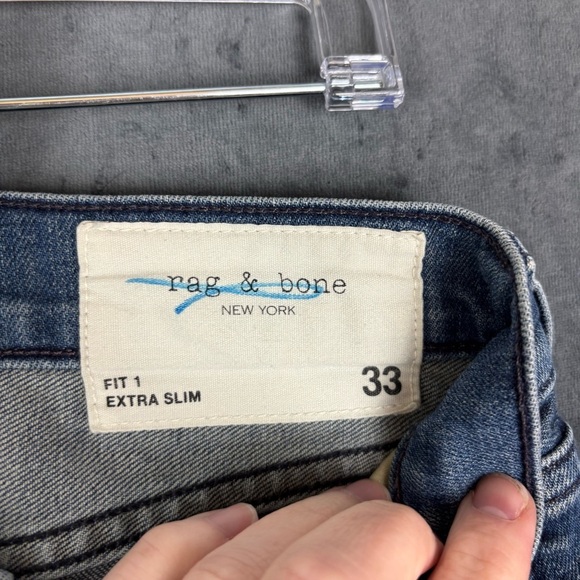 rag & bone
NEW YORK
FIT 1
EXTRA SLIM
33